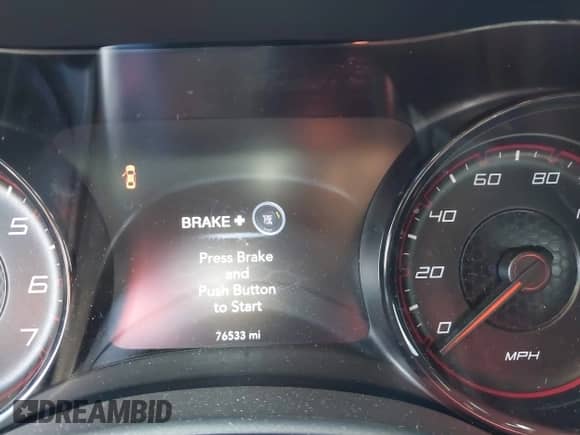 80
60
5
40
BRAKE +
Press Brake
and
20
6
Push Button
to Start
0
7
76533 mi
MPH
DREAMBID